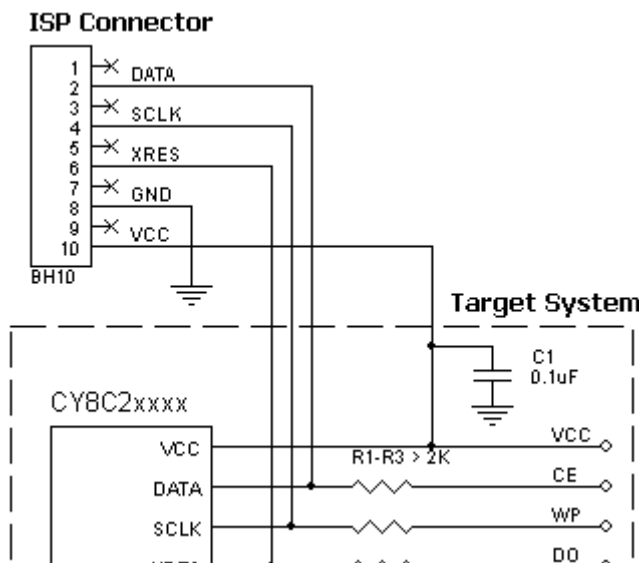 ISP Connector
1
DATA
2
3
SCLK
4
5
XRES
6
7
GND
8
9
VCC
10
BH10
Target System
C1
0.1uF
CY8C2xxxx
VCC
R1-R3 > 2K
VCC
DATA
CE
SCLK
WP
DO